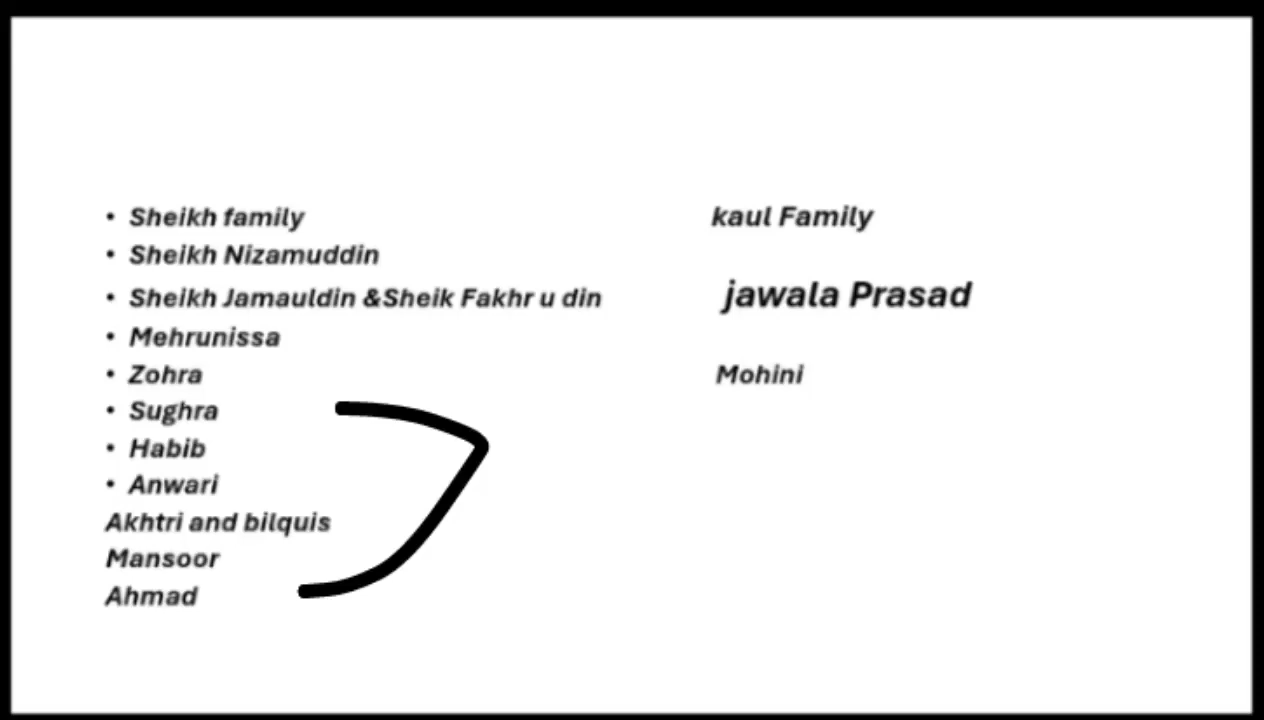 • Sheikh family
• Sheikh Nizamuddin
• Sheikh Jamauldin &Sheik Fakhr u din
• Mehrunissa
• Zohra
• Sughra
• Habib
• Anwari
Akhtri and bilquis
Mansoor
Ahmad
kaul Family
jawala Prasad
Mohini